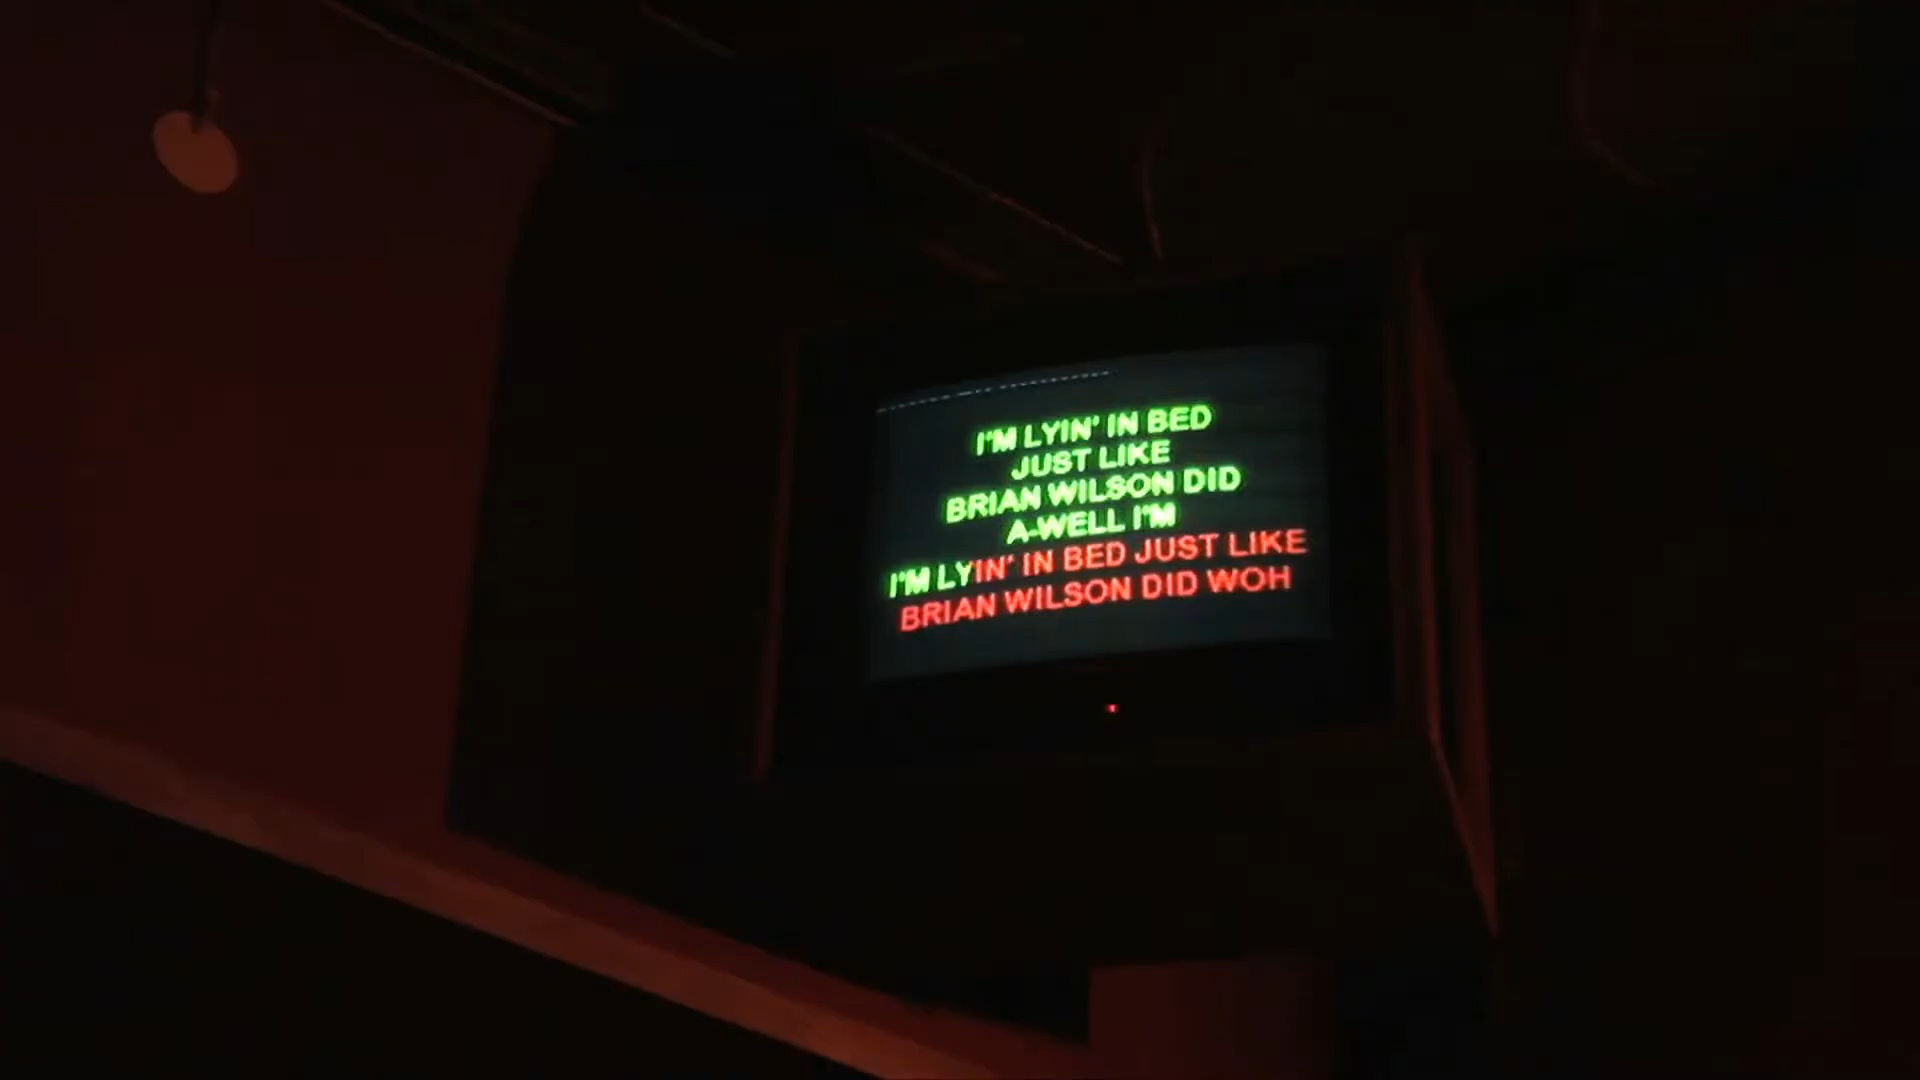 I'M LYIN' IN BED
JUST LIKE
BRIAN WILSON DID
A-WELL I'M
I'M LYIN' IN BED JUST LIKE
BRIAN WILSON DID WOH